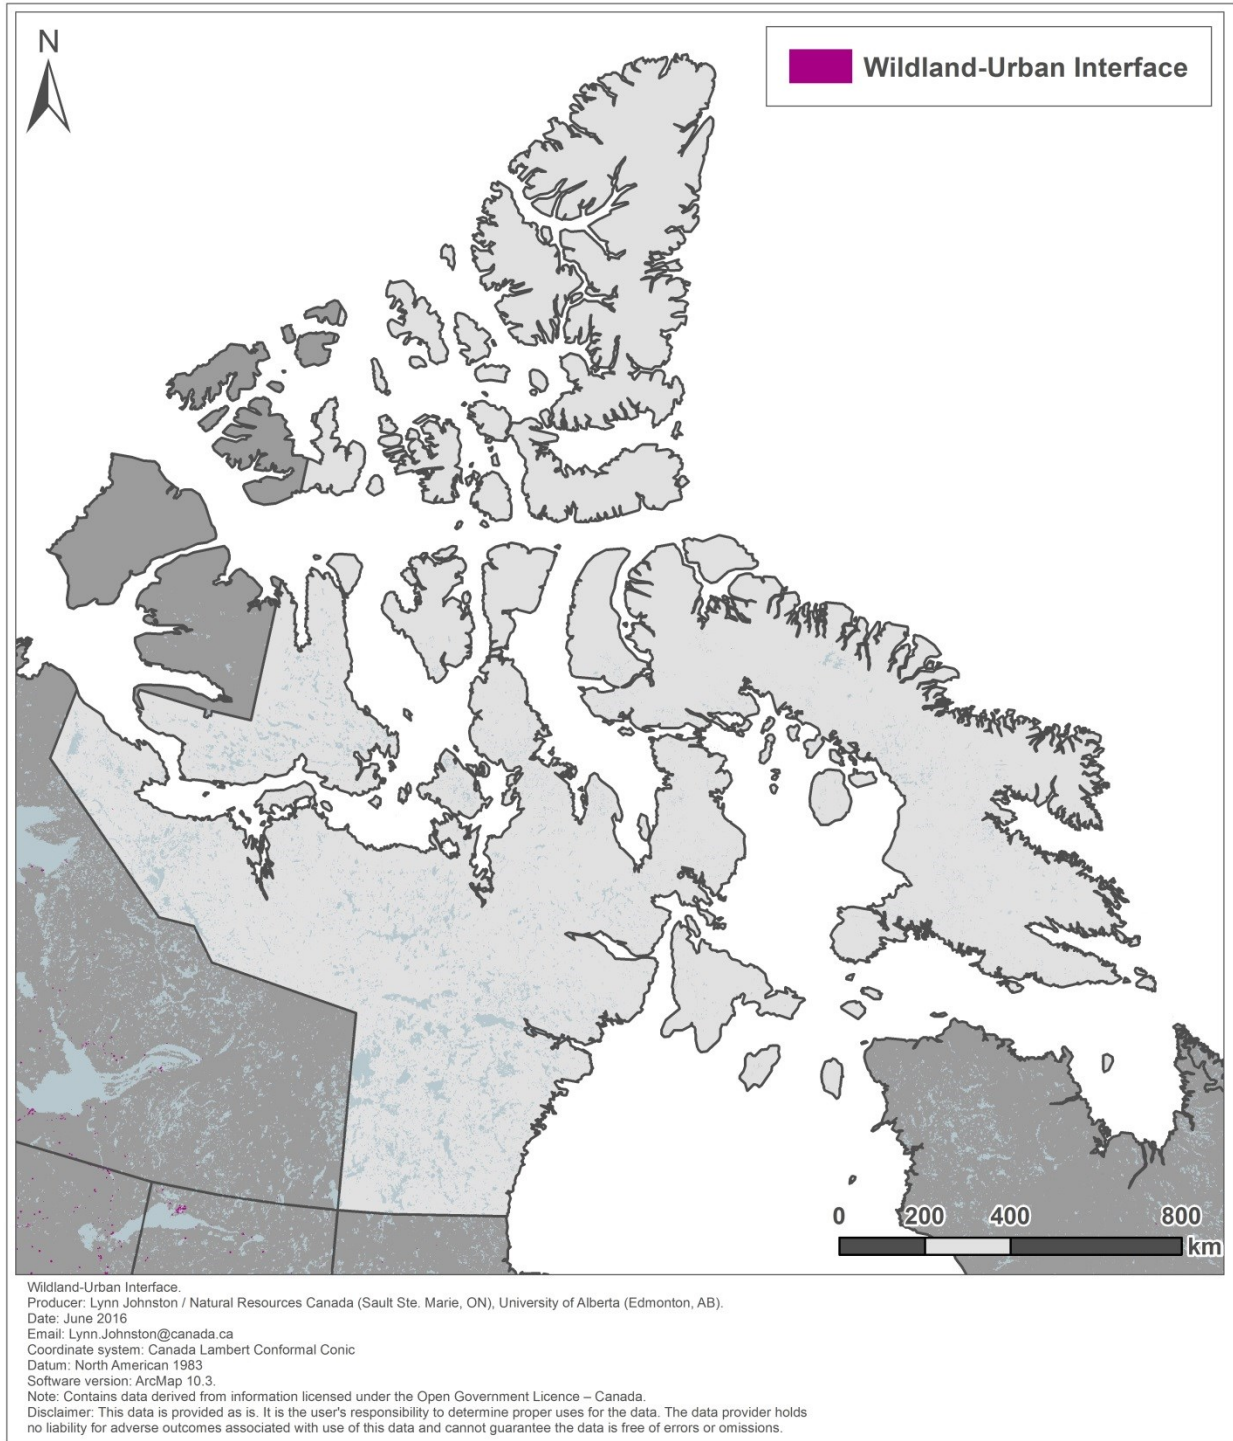 N
Wildland-Urban Interface
0 200 400 800
km
Wildland-Urban Interface.
Producer: Lynn Johnston / Natural Resources Canada (Sault Ste. Marie, ON), University of Alberta (Edmonton, AB).
Date: June 2016
Email: Lynn.Johnston@canada.ca
Coordinate system: Canada Lambert Conformal Conic
Datum: North American 1983
Software version: ArcMap 10.3.
Note: Contains data derived from information licensed under the Open Government Licence – Canada.
Disclaimer: This data is provided as is. It is the user's responsibility to determine proper uses for the data. The data provider holds
no liability for adverse outcomes associated with use of this data and cannot guarantee the data is free of errors or omissions.